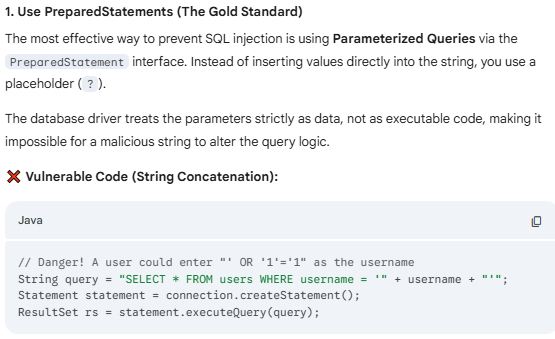 1. Use PreparedStatements (The Gold Standard)
The most effective way to prevent SQL injection is using Parameterized Queries via the
PreparedStatement interface. Instead of inserting values directly into the string, you use a
placeholder ( ? ).
The database driver treats the parameters strictly as data, not as executable code, making it
impossible for a malicious string to alter the query logic.
❌ Vulnerable Code (String Concatenation):
Java
// Danger! A user could enter "' OR '1'='1" as the username
String query = "SELECT * FROM users WHERE username = '" + username + "'";
Statement statement = connection.createStatement();
ResultSet rs = statement.executeQuery(query);